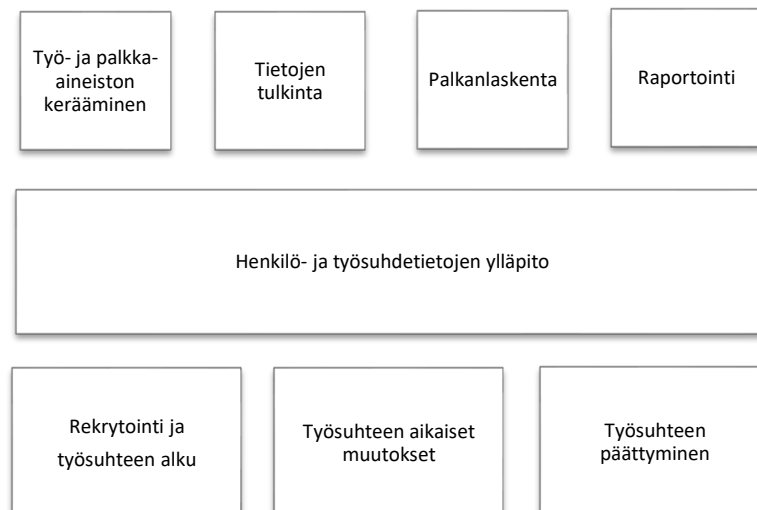 Työ- ja palkka-
aineiston
kerääminen
Tietojen
tulkinta
Palkanlaskenta
Raportointi
Henkilö- ja työsuhdetietojen ylläpito
Rekrytointi ja
työsuhteen alku
Työsuhteen aikaiset
muutokset
Työsuhteen
päättyminen